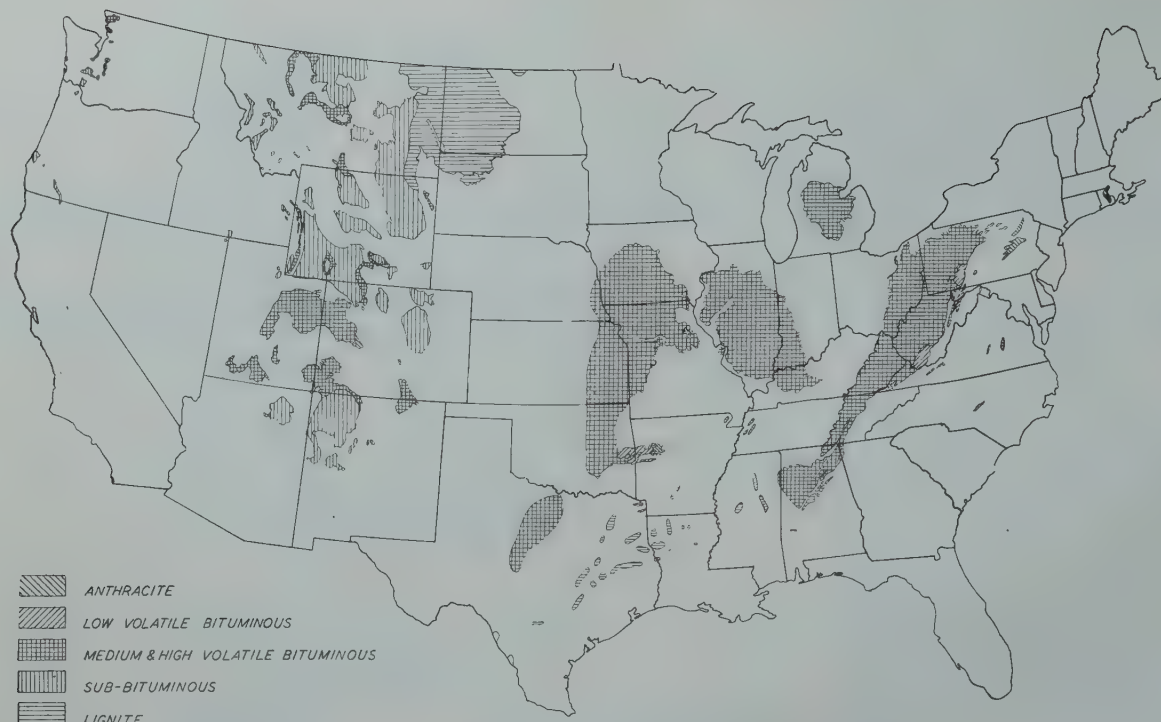 ANTHRACITE
LOW VOLATILE BITUMINOUS
MEDIUM & HIGH VOLATILE BITUMINOUS
SUB-BITUMINOUS
LIGNITE